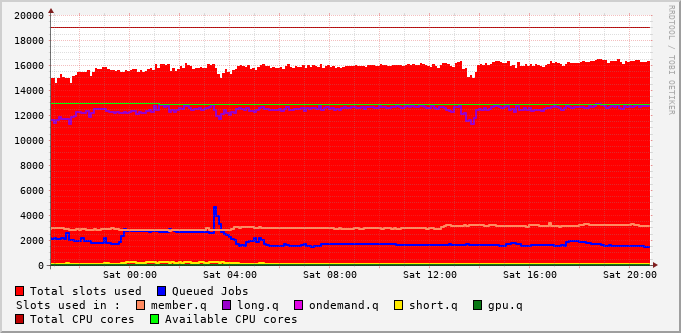 RRDTOOL / TOBI OETIKER
20000
18000
16000
14000
12000
10000
8000
6000
4000
2000
0
Sat 00:00 Sat 04:00 Sat 08:00 Sat 12:00 Sat 16:00 Sat 20:00
Total slots used Queued Jobs
Slots used in : member.q long.q ondemand.q short.q gpu.q
Total CPU cores Available CPU cores